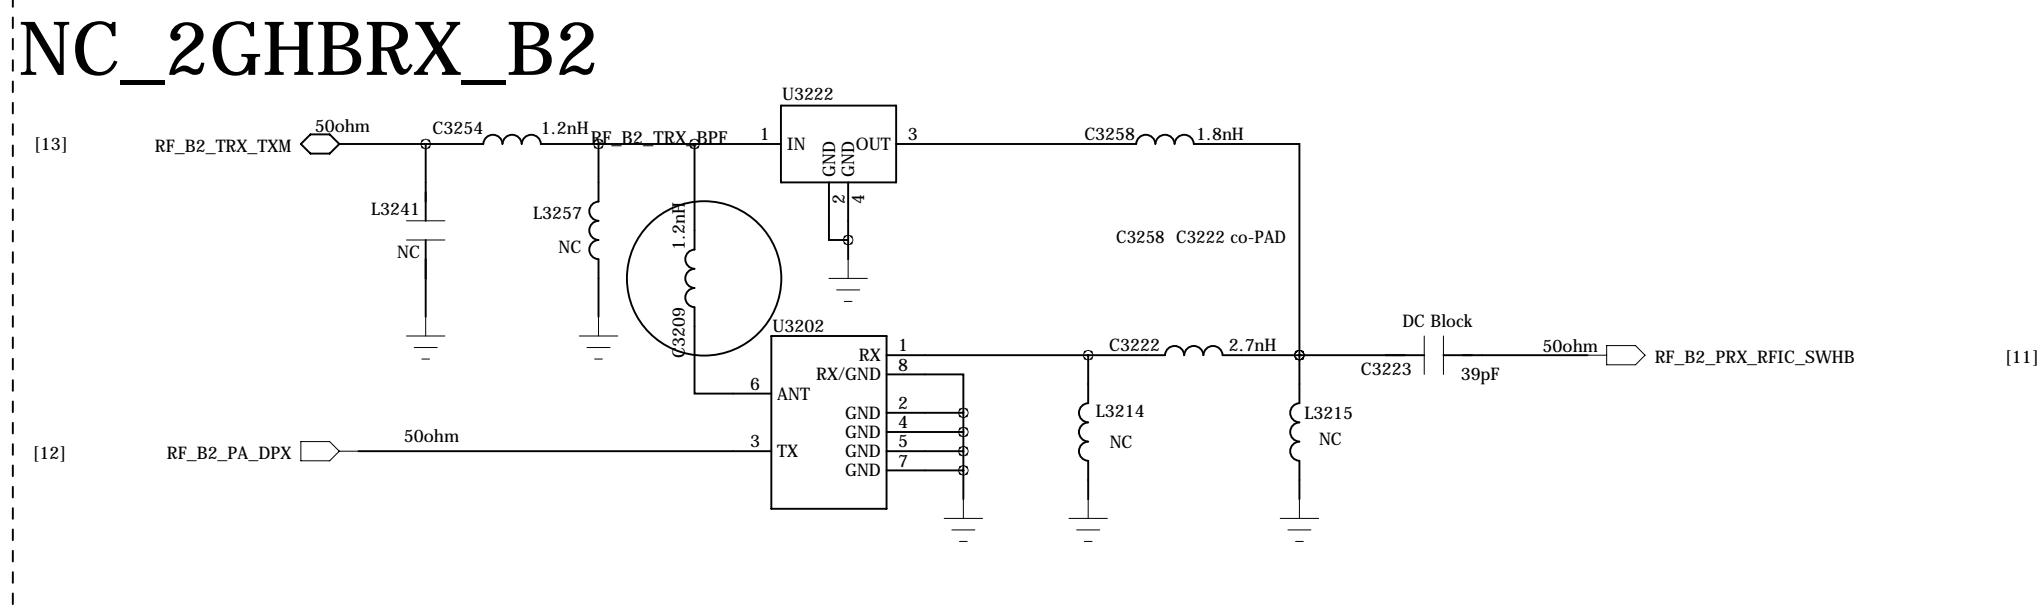 NC_2GHBRX_B2
U3222
[13]
RF_B2_TRX_TXM
50ohm
C3254
1.2nH
RF_B2_TRX_BPF
1
IN
GND
GND
OUT
3
2
4
C3258
1.8nH
L3241
NC
L3257
NC
1.2nH
C3209
C3258 C3222 co-PAD
U3202
RX
1
RX/GND
8
6
ANT
GND
2
GND
4
GND
5
GND
7
3
TX
C3222
2.7nH
DC Block
C3223
39pF
50ohm
RF_B2_PRX_RFIC_SWHB
[11]
L3214
NC
L3215
NC
[12]
RF_B2_PA_DPX
50ohm